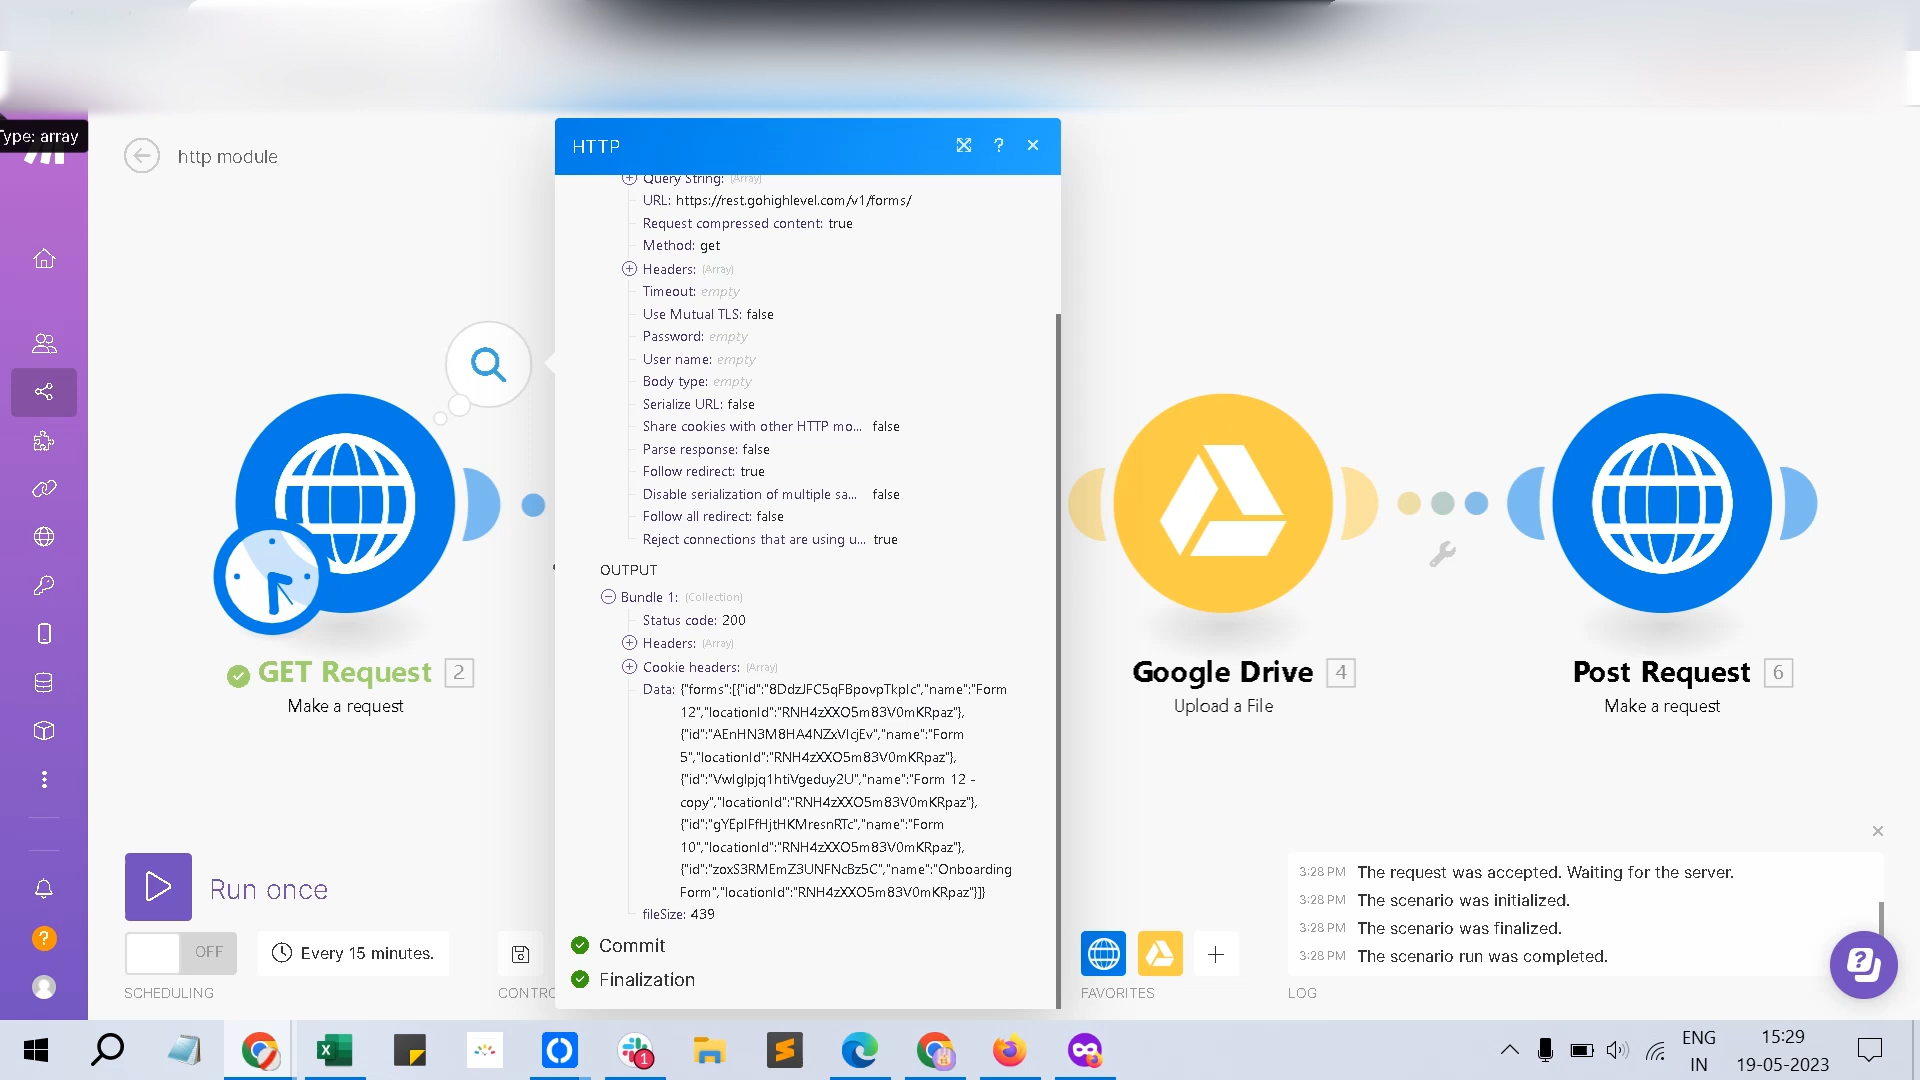 Type: array
http module
HTTP
?
Query String: (Array)
URL: https://rest.gohighlevel.com/v1/forms/
Request compressed content: true
Method: get
Headers: (Array)
Timeout: empty
Use Mutual TLS: false
Password: empty
User name: empty
Body type: empty
Serialize URL: false
Share cookies with other HTTP mo... false
Parse response: false
Follow redirect: true
Disable serialization of multiple sa... false
Follow all redirect: false
Reject connections that are using u... true
OUTPUT
Bundle 1: (Collection)
Status code: 200
Headers: (Array)
Cookie headers: (Array)
Data: {"forms":[{"id":"8DdzJFC5qFBpovpTkpIc","name":"Form
12","locationId":"RNH4zXXO5m83V0mKRpaz"},
{"id":"AEnHN3M8HA4NZxVIcjEv","name":"Form
5","locationId":"RNH4zXXO5m83V0mKRpaz"},
{"id":"VwIglpjq1htiVgeduy2U","name":"Form 12 -
copy","locationId":"RNH4zXXO5m83V0mKRpaz"},
{"id":"gYEpIFfHjtHKMresnRTc","name":"Form
10","locationId":"RNH4zXXO5m83V0mKRpaz"},
{"id":"zoxS3RMEmZ3UNFNcBz5C","name":"Onboarding
Form","locationId":"RNH4zXXO5m83V0mKRpaz"}]}
fileSize: 439
Commit
Finalization
GET Request 2
Make a request
Google Drive 4
Upload a File
Post Request 6
Make a request
Run once
OFF
Every 15 minutes.
SCHEDULING
CONTRO
FAVORITES
3:28 PM The request was accepted. Waiting for the server.
3:28 PM The scenario was initialized.
3:28 PM The scenario was finalized.
3:28 PM The scenario run was completed.
LOG
?
?
1
ENG
IN
15:29
19-05-2023